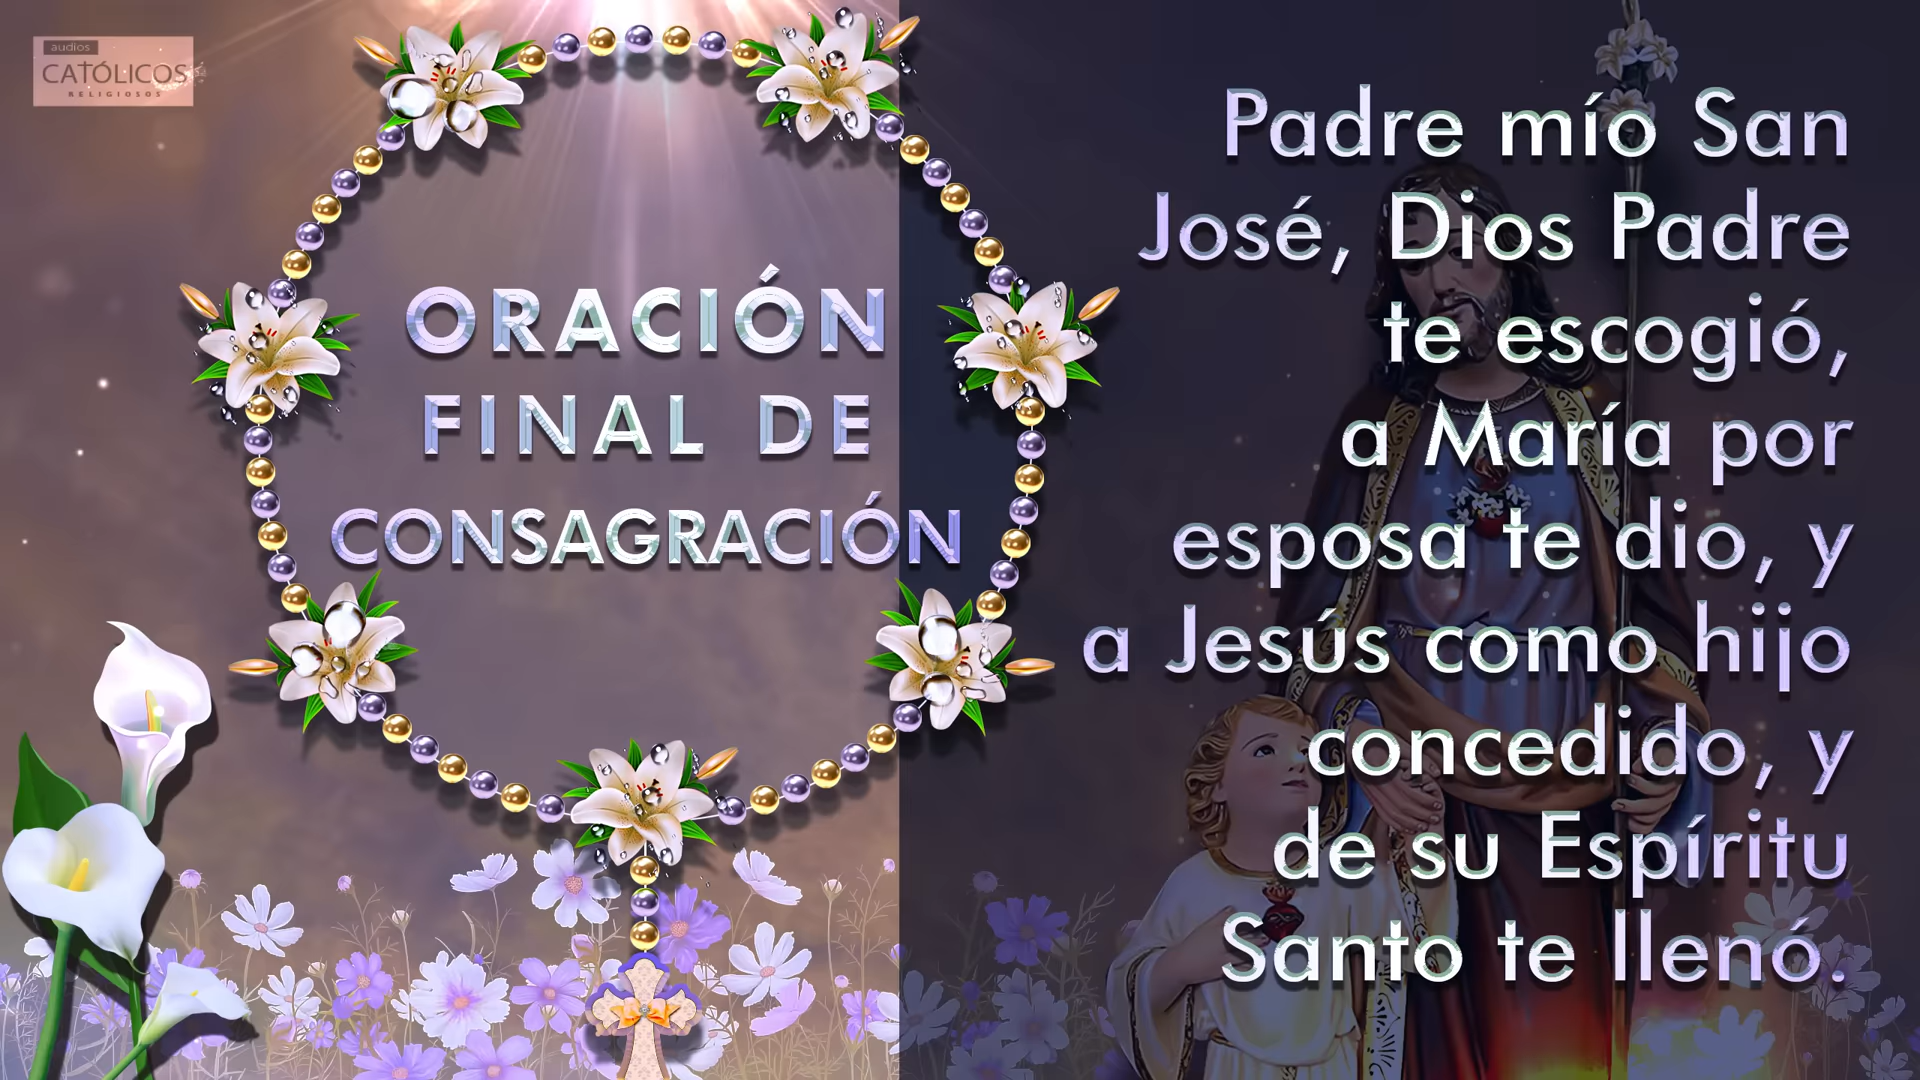 audios
CATÓLICOS
RELIGIOSOS
ORACIÓN
FINAL DE
CONSAGRACIÓN
Padre mío San
José, Dios Padre
te escogió,
a María por
esposa te dio, y
a Jesús como hijo
concedido, y
de su Espíritu
Santo te llenó.